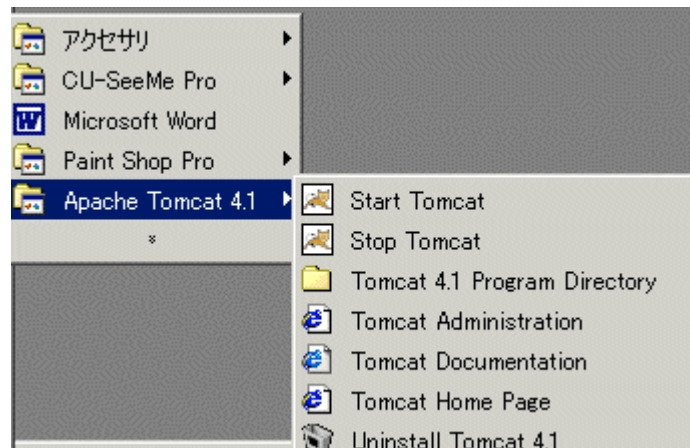 アクセサリ
CU-SeeMe Pro
Microsoft Word
Paint Shop Pro
Apache Tomcat 4.1
Start Tomcat
Stop Tomcat
Tomcat 4.1 Program Directory
Tomcat Administration
Tomcat Documentation
Tomcat Home Page
Uninstall Tomcat 4.1